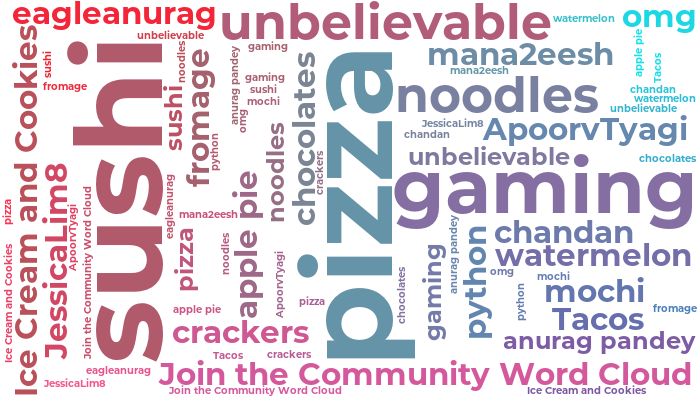 eagleanurag
unbelievable
watermelon
omg
unbelievable
gaming
mana2eesh
mana2eesh
apple pie
Tacos
Ice Cream and Cookies
sushi
fromage
sushi
sushi
noodles
fromage
python
anurag pandey
omg
gaming
sushi
mochi
chocolates
crackers
pizza
noodles
chandan
watermelon
unbelievable
JessicaLim8
chandan
ApoorvTyagi
unbelievable
chocolates
gaming
noodles
apple pie
pizza
JessicaLim8
ApoorvTyagi
Join the Community Word Cloud
eagleanurag
mana2eesh
pizza
noodles
ApoorvTyagi
pizza
Ice Cream and Cookies
chocolates
gaming
anurag pandey
python
chandan
watermelon
omg
python
mochi
mochi
Tacos
fromage
apple pie
crackers
Tacos
crackers
anurag pandey
eagleanurag
JessicaLim8
Join the Community Word Cloud
Join the Community Word Cloud
Ice Cream and Cookies